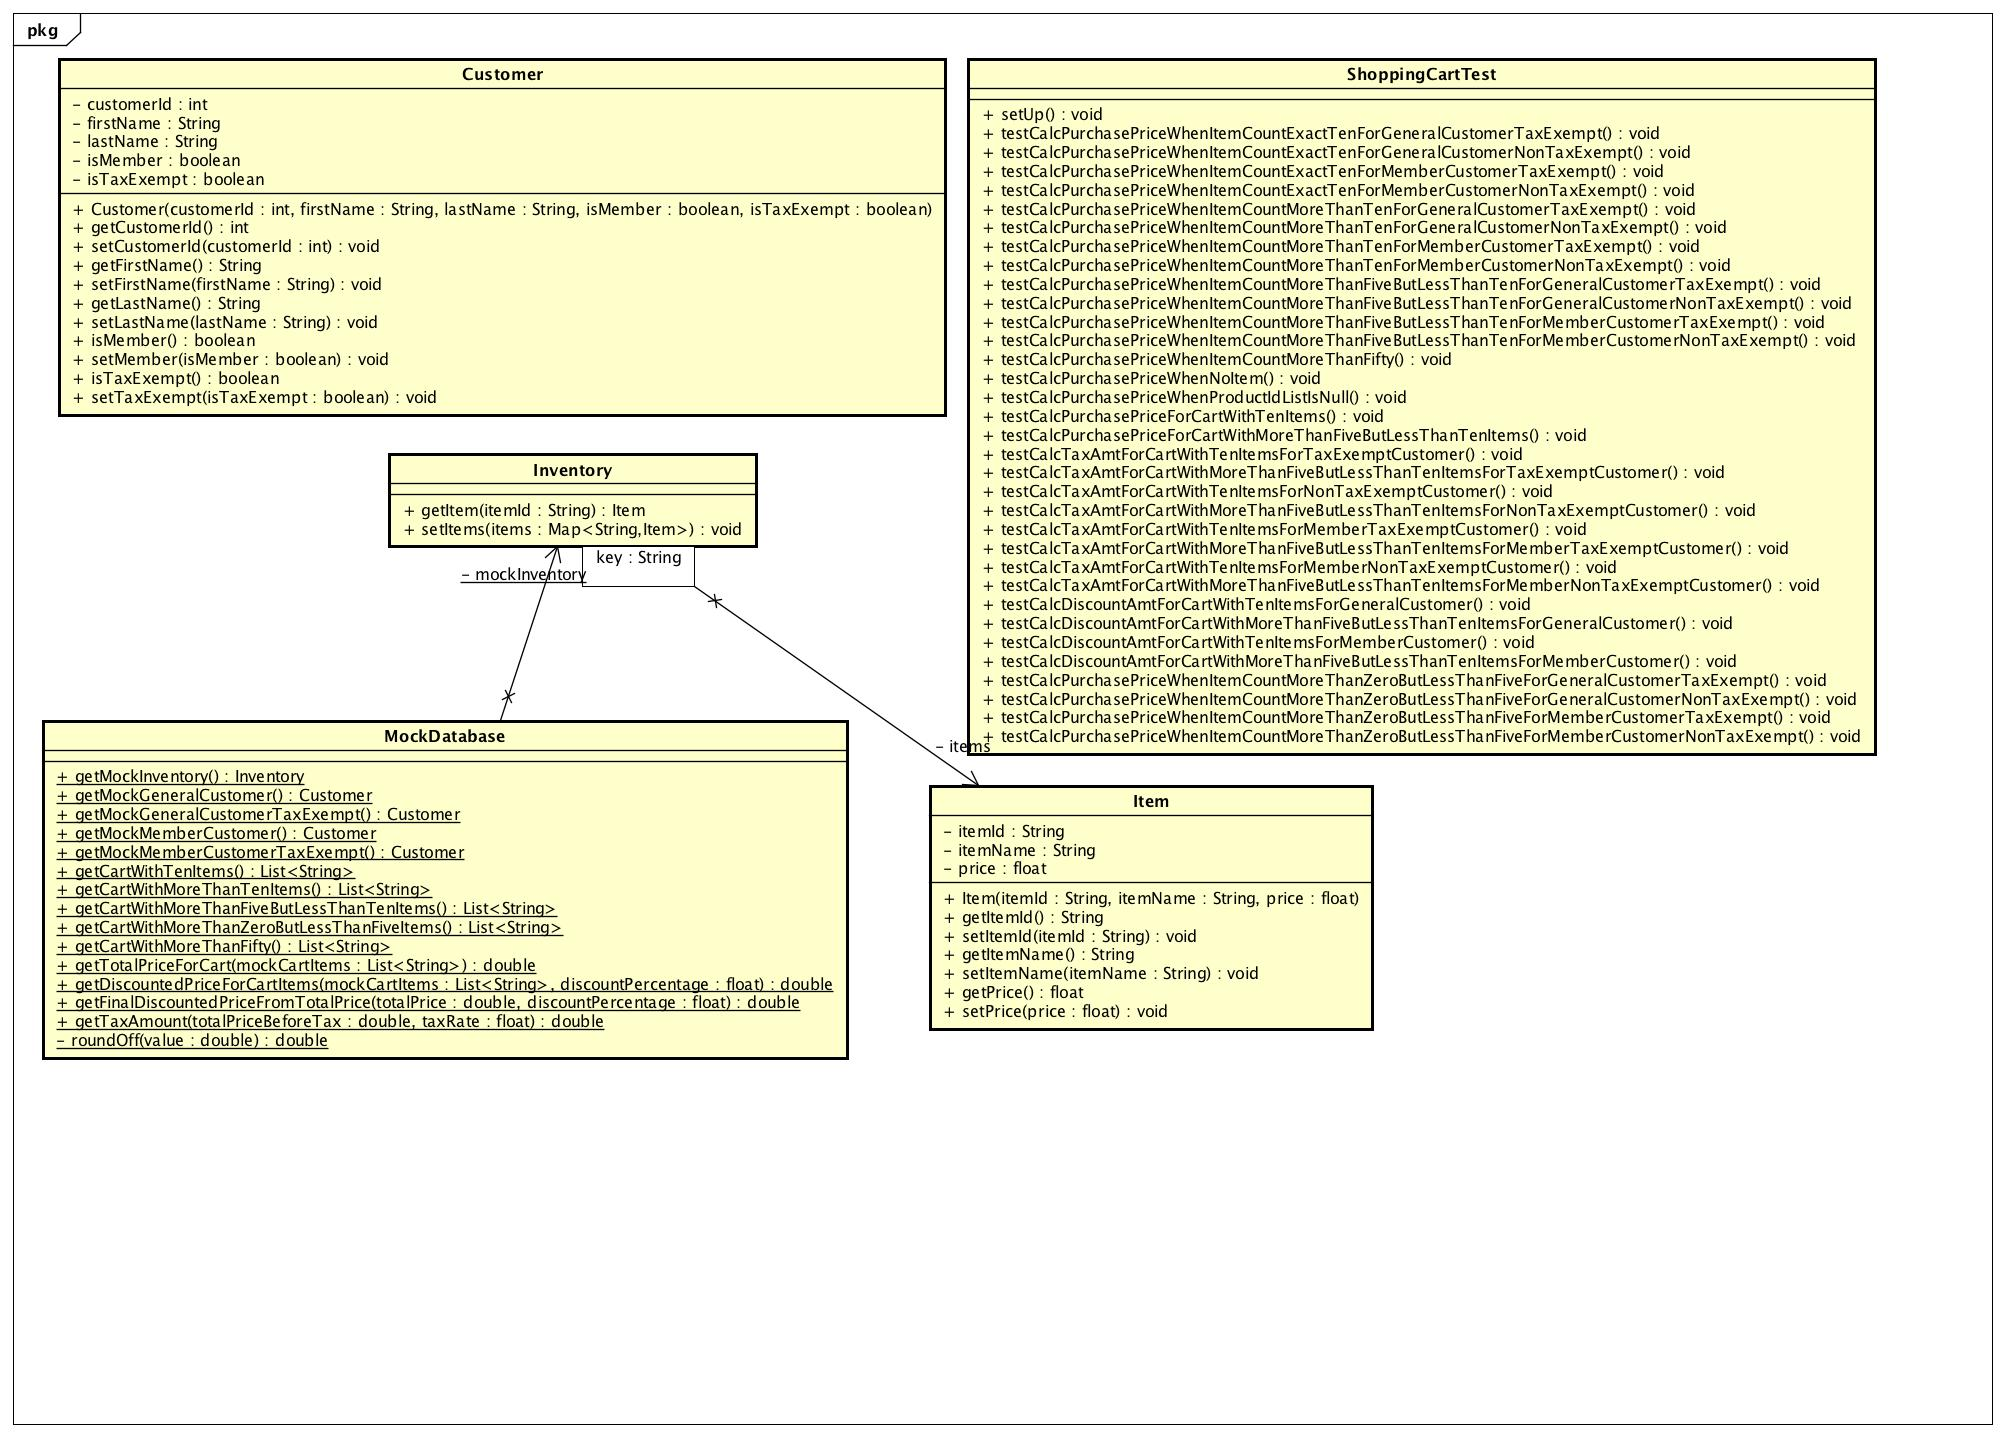 pkg
Customer
– customerId : int
– firstName : String
– lastName : String
– isMember : boolean
– isTaxExempt : boolean
+ Customer(customerId : int, firstName : String, lastName : String, isMember : boolean, isTaxExempt : boolean)
+ getCustomerId() : int
+ setCustomerId(customerId : int) : void
+ getFirstName() : String
+ setFirstName(firstName : String) : void
+ getLastName() : String
+ setLastName(lastName : String) : void
+ isMember() : boolean
+ setMember(isMember : boolean) : void
+ isTaxExempt() : boolean
+ setTaxExempt(isTaxExempt : boolean) : void
ShoppingCartTest
+ setUp() : void
+ testCalcPurchasePriceWhenItemCountExactTenForGeneralCustomerTaxExempt() : void
+ testCalcPurchasePriceWhenItemCountExactTenForGeneralCustomerNonTaxExempt() : void
+ testCalcPurchasePriceWhenItemCountExactTenForMemberCustomerTaxExempt() : void
+ testCalcPurchasePriceWhenItemCountExactTenForMemberCustomerNonTaxExempt() : void
+ testCalcPurchasePriceWhenItemCountMoreThanTenForGeneralCustomerTaxExempt() : void
+ testCalcPurchasePriceWhenItemCountMoreThanTenForGeneralCustomerNonTaxExempt() : void
+ testCalcPurchasePriceWhenItemCountMoreThanTenForMemberCustomerTaxExempt() : void
+ testCalcPurchasePriceWhenItemCountMoreThanTenForMemberCustomerNonTaxExempt() : void
+ testCalcPurchasePriceWhenItemCountMoreThanFiveButLessThanTenForGeneralCustomerTaxExempt() : void
+ testCalcPurchasePriceWhenItemCountMoreThanFiveButLessThanTenForGeneralCustomerNonTaxExempt() : void
+ testCalcPurchasePriceWhenItemCountMoreThanFiveButLessThanTenForMemberCustomerTaxExempt() : void
+ testCalcPurchasePriceWhenItemCountMoreThanFiveButLessThanTenForMemberCustomerNonTaxExempt() : void
+ testCalcPurchasePriceWhenItemCountMoreThanFifty() : void
+ testCalcPurchasePriceWhenNoItem() : void
+ testCalcPurchasePriceWhenProductIdListIsNull() : void
+ testCalcPurchasePriceForCartWithTenItems() : void
+ testCalcPurchasePriceForCartWithMoreThanFiveButLessThanTenItems() : void
+ testCalcTaxAmtForCartWithTenItemsForTaxExemptCustomer() : void
+ testCalcTaxAmtForCartWithMoreThanFiveButLessThanTenItemsForTaxExemptCustomer() : void
+ testCalcTaxAmtForCartWithTenItemsForNonTaxExemptCustomer() : void
+ testCalcTaxAmtForCartWithMoreThanFiveButLessThanTenItemsForNonTaxExemptCustomer() : void
+ testCalcTaxAmtForCartWithTenItemsForMemberTaxExemptCustomer() : void
+ testCalcTaxAmtForCartWithMoreThanFiveButLessThanTenItemsForMemberTaxExemptCustomer() : void
+ testCalcTaxAmtForCartWithTenItemsForMemberNonTaxExemptCustomer() : void
+ testCalcTaxAmtForCartWithMoreThanFiveButLessThanTenItemsForMemberNonTaxExemptCustomer() : void
+ testCalcDiscountAmtForCartWithTenItemsForGeneralCustomer() : void
+ testCalcDiscountAmtForCartWithMoreThanFiveButLessThanTenItemsForGeneralCustomer() : void
+ testCalcDiscountAmtForCartWithTenItemsForMemberCustomer() : void
+ testCalcDiscountAmtForCartWithMoreThanFiveButLessThanTenItemsForMemberCustomer() : void
+ testCalcPurchasePriceWhenItemCountMoreThanZeroButLessThanFiveForGeneralCustomerTaxExempt() : void
+ testCalcPurchasePriceWhenItemCountMoreThanZeroButLessThanFiveForGeneralCustomerNonTaxExempt() : void
+ testCalcPurchasePriceWhenItemCountMoreThanZeroButLessThanFiveForMemberCustomerTaxExempt() : void
+ testCalcPurchasePriceWhenItemCountMoreThanZeroButLessThanFiveForMemberCustomerNonTaxExempt() : void
Inventory
+ getItem(itemId : String) : Item
+ setItems(items : Map<String,Item>) : void
key : String
– mockInventory
– items
MockDatabase
+ getMockInventory() : Inventory
+ getMockGeneralCustomer() : Customer
+ getMockGeneralCustomerTaxExempt() : Customer
+ getMockMemberCustomer() : Customer
+ getMockMemberCustomerTaxExempt() : Customer
+ getCartWithTenItems() : List<String>
+ getCartWithMoreThanTenItems() : List<String>
+ getCartWithMoreThanFiveButLessThanTenItems() : List<String>
+ getCartWithMoreThanZeroButLessThanFiveItems() : List<String>
+ getCartWithMoreThanFifty() : List<String>
+ getTotalPriceForCart(mockCartItems : List<String>) : double
+ getDiscountedPriceForCartItems(mockCartItems : List<String>, discountPercentage : float) : double
+ getFinalDiscountedPriceFromTotalPrice(totalPrice : double, discountPercentage : float) : double
+ getTaxAmount(totalPriceBeforeTax : double, taxRate : float) : double
– roundOff(value : double) : double
Item
– itemId : String
– itemName : String
– price : float
+ Item(itemId : String, itemName : String, price : float)
+ getItemId() : String
+ setItemId(itemId : String) : void
+ getItemName() : String
+ setItemName(itemName : String) : void
+ getPrice() : float
+ setPrice(price : float) : void